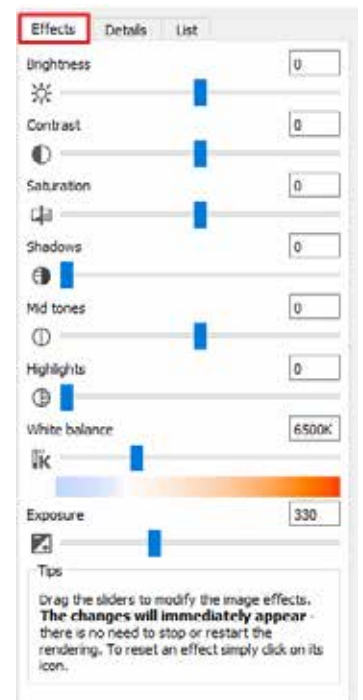 Effects Details List
Brightness 0
Contrast 0
Saturation 0
Shadows 0
Mid tones 0
Highlights 0
White balance 6500K
K
Exposure 330
Tips
Drag the sliders to modify the image effects.
The changes will immediately appear -
there is no need to stop or restart the
rendering. To reset an effect simply click on its
icon.